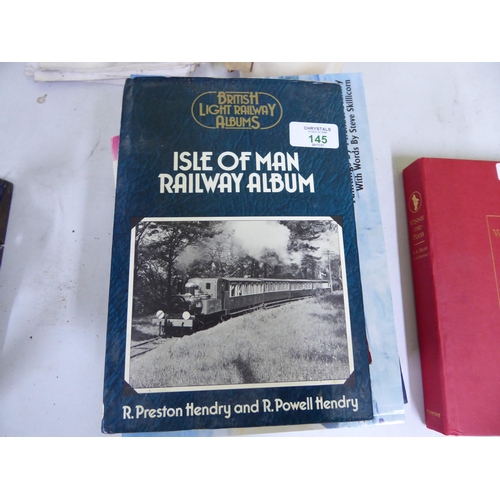 BRITISH
LIGHT RAILWAY
ALBUMS
CHRYSTALS
145
ISLE OF MAN
RAILWAY ALBUM
With Words By Steve Skillicorn
R. Preston Hendry and R. Powell Hendry